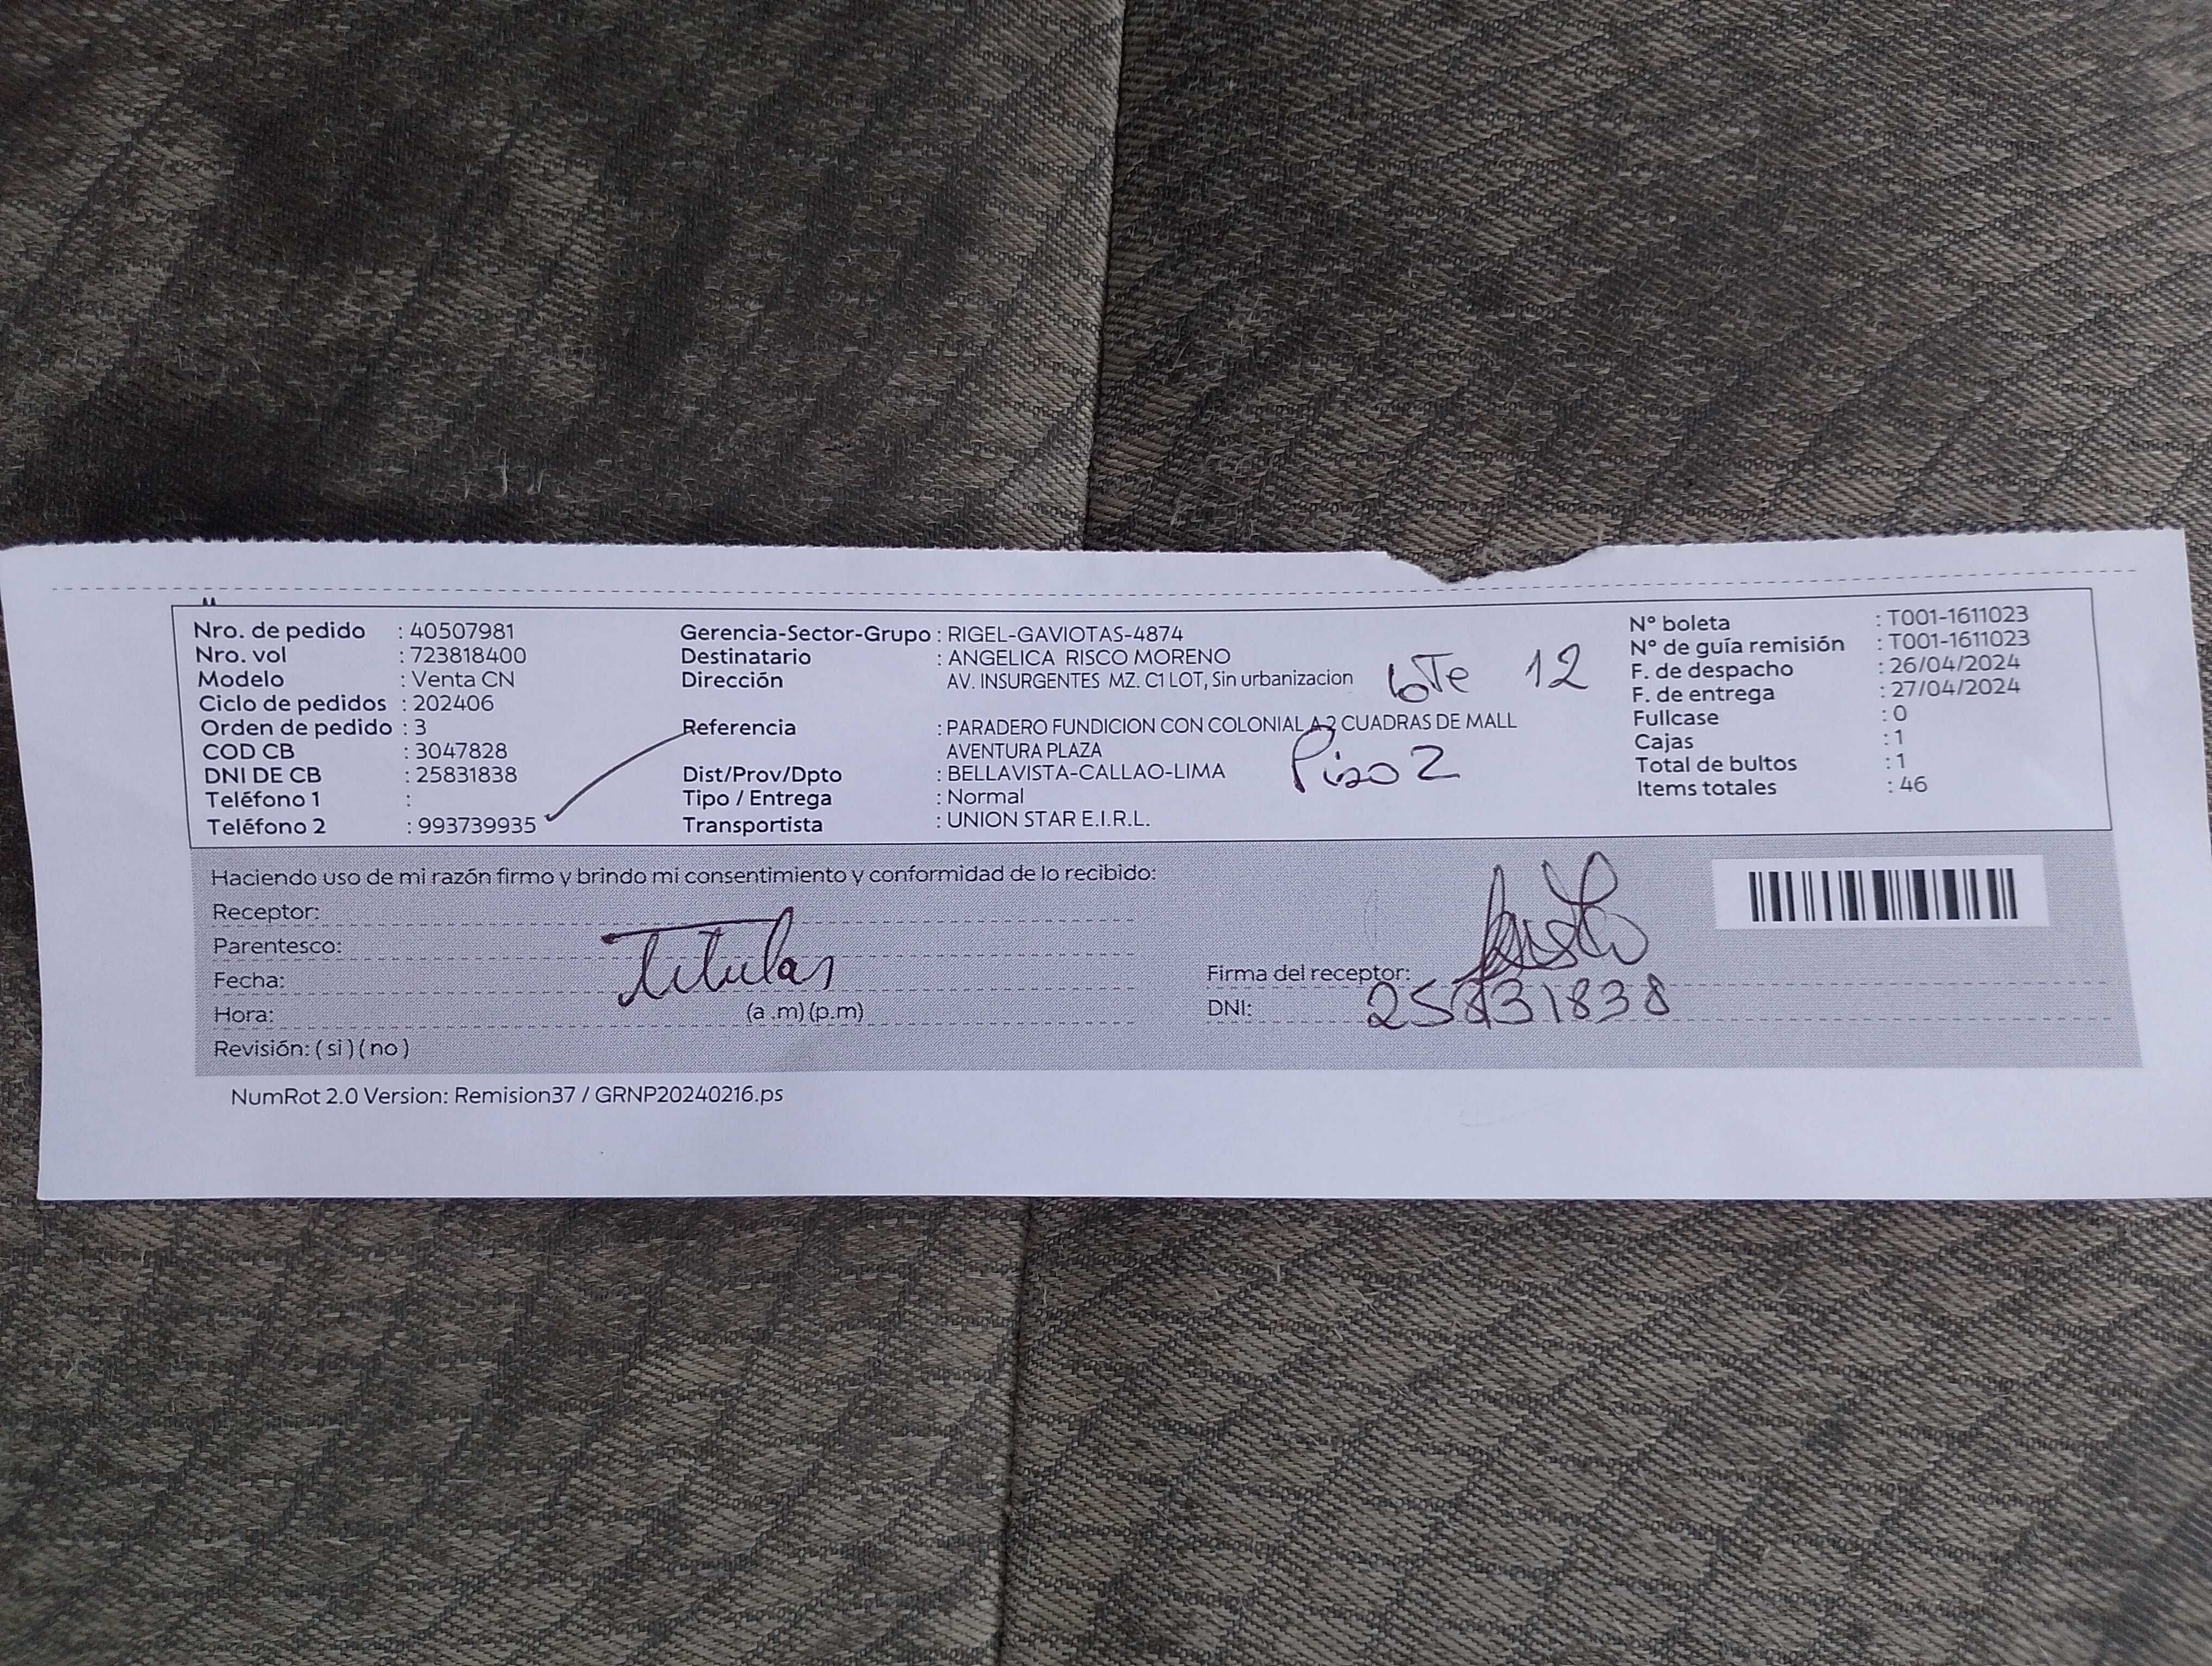 Nro. de pedido : 40507981
Nro. vol : 723818400
Modelo : Venta CN
Ciclo de pedidos : 202406
Orden de pedido : 3
COD CB : 3047828
DNI DE CB : 25831838
Teléfono 1 :
Teléfono 2 : 993739935
Gerencia-Sector-Grupo : RIGEL-GAVIOTAS-4874
Destinatario : ANGELICA RISCO MORENO
Dirección AV. INSURGENTES MZ. C1 LOT, Sin urbanizacion loTe 12
Referencia : PARADERO FUNDICION CON COLONIAL A 2 CUADRAS DE MALL
AVENTURA PLAZA
Piso 2
Dist/Prov/Dpto : BELLAVISTA-CALLAO-LIMA
Tipo / Entrega : Normal
Transportista : UNION STAR E.I.R.L.
N° boleta : T001-1611023
N° de guía remisión : T001-1611023
F. de despacho : 26/04/2024
F. de entrega : 27/04/2024
Fullcase : 0
Cajas : 1
Total de bultos : 1
Items totales : 46
Haciendo uso de mi razón firmo y brindo mi consentimiento y conformidad de lo recibido:
Receptor:
Parentesco: Titular
Fecha:
Hora: (a .m) (p.m)
Revisión: ( si ) ( no )
Firma del receptor:
DNI: 25831838
NumRot 2.0 Version: Remision37 / GRNP20240216.ps